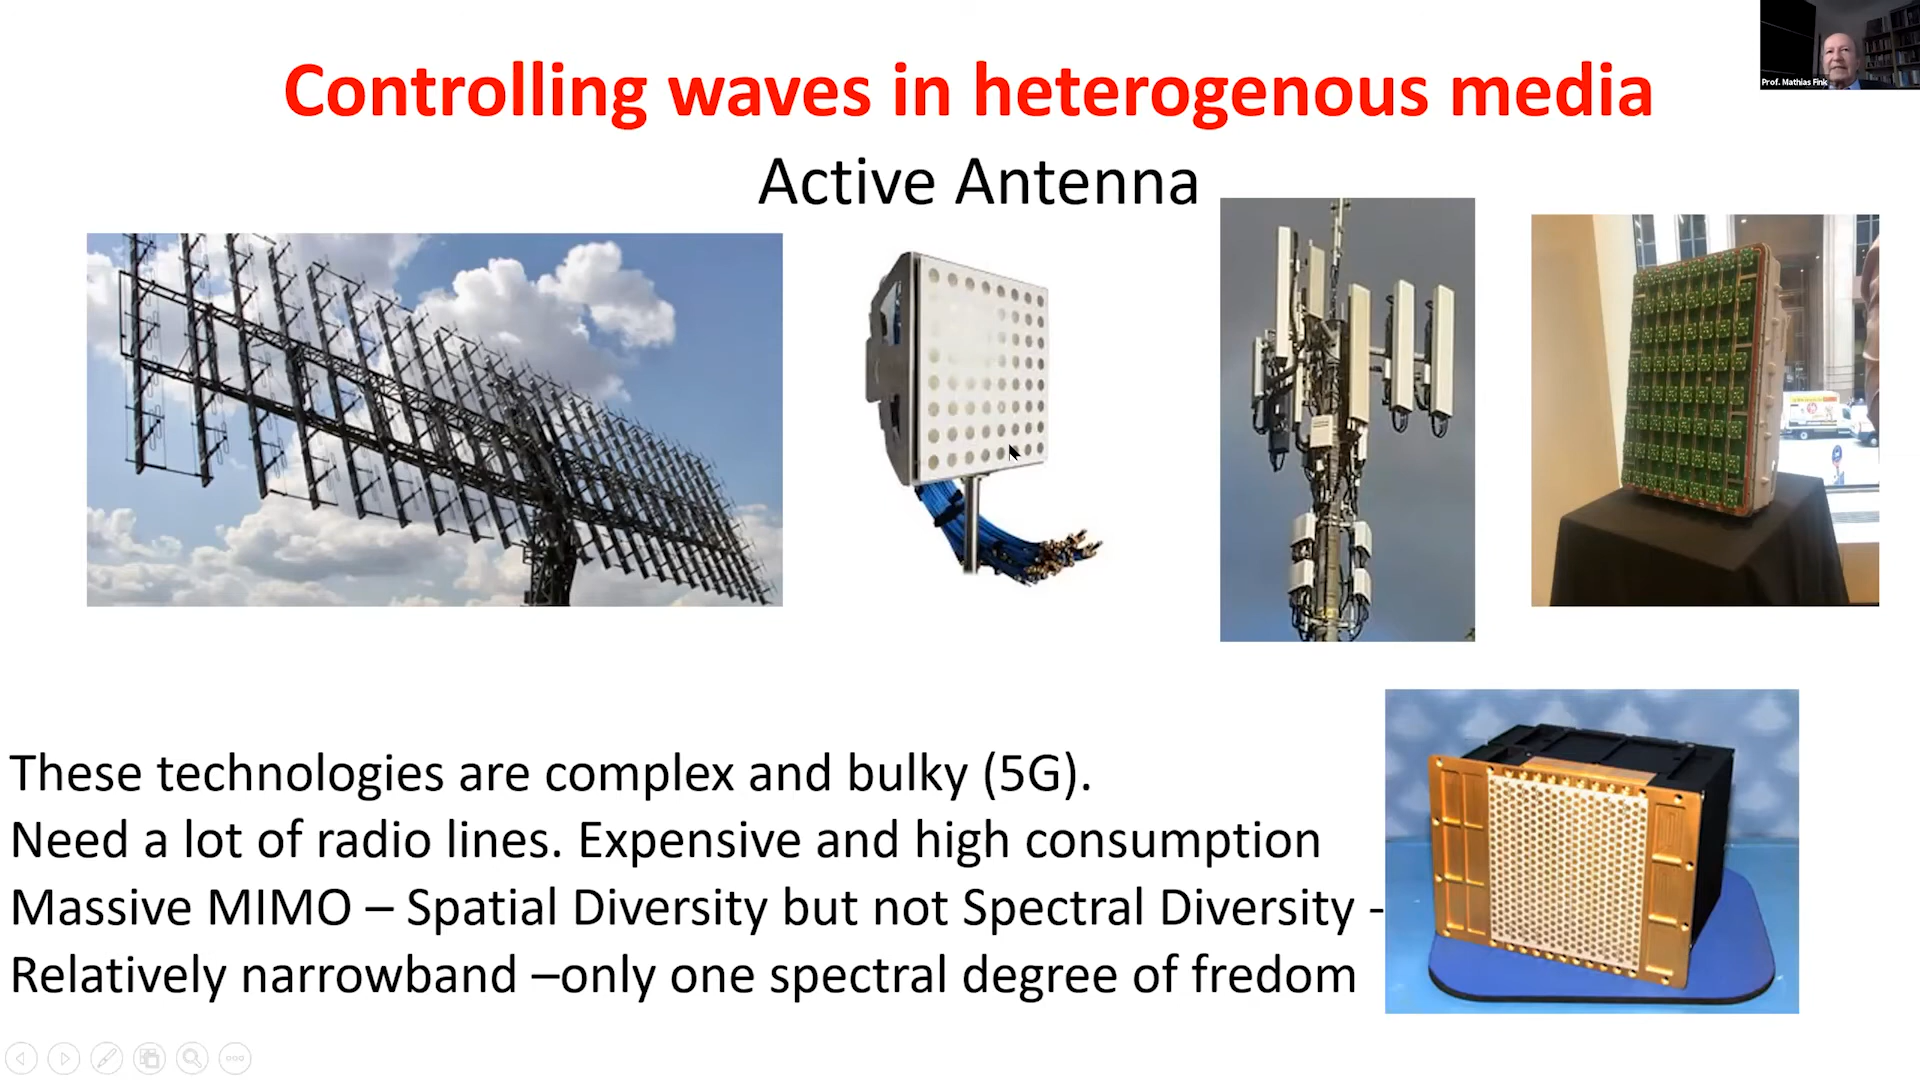 Controlling waves in heterogenous media
Prof. Mathias Fink
Active Antenna
These technologies are complex and bulky (5G).
Need a lot of radio lines. Expensive and high consumption
Massive MIMO – Spatial Diversity but not Spectral Diversity -
Relatively narrowband –only one spectral degree of fredom